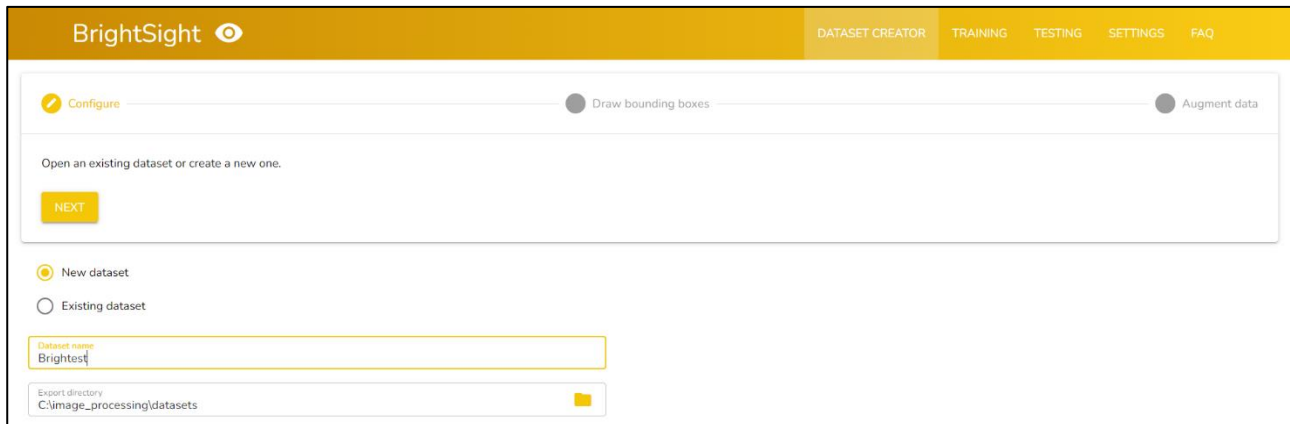 BrightSight
DATASET CREATOR TRAINING TESTING SETTINGS FAQ
Configure Draw bounding boxes Augment data
Open an existing dataset or create a new one.
NEXT
New dataset
Existing dataset
Dataset name
Brightest
Export directory
C:\image_processing\datasets